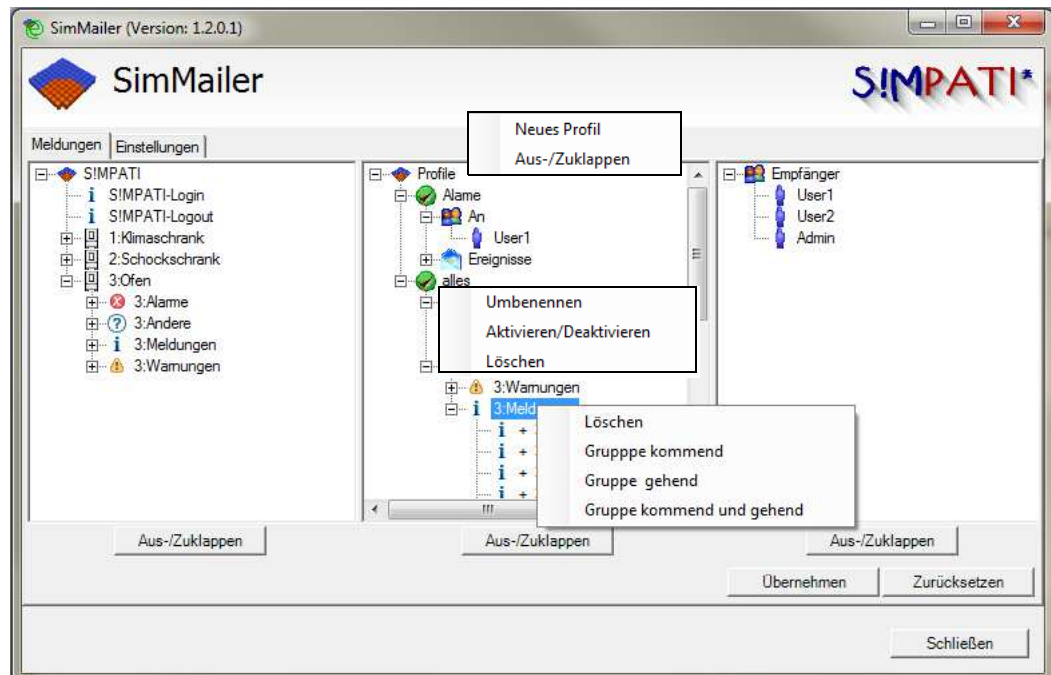 SimMailer (Version: 1.2.0.1)
SimMailer
S!MPATI*
Meldungen
Einstellungen
S!MPATI
S!MPATI-Login
S!MPATI-Logout
1:Klimaschrank
2:Schockschrank
3:Ofen
3:Alarme
3:Andere
3:Meldungen
3:Warnungen
Aus-/Zuklappen
Neues Profil
Aus-/Zuklappen
Profile
Alame
An
User1
Ereignisse
alles
Umbenennen
Aktivieren/Deaktivieren
Löschen
3:Warnungen
3:Meld
+
+
+
+
Löschen
Grupppe kommend
Gruppe gehend
Gruppe kommend und gehend
Aus-/Zuklappen
Empfänger
User1
User2
Admin
Aus-/Zuklappen
Übernehmen
Zurücksetzen
Schließen